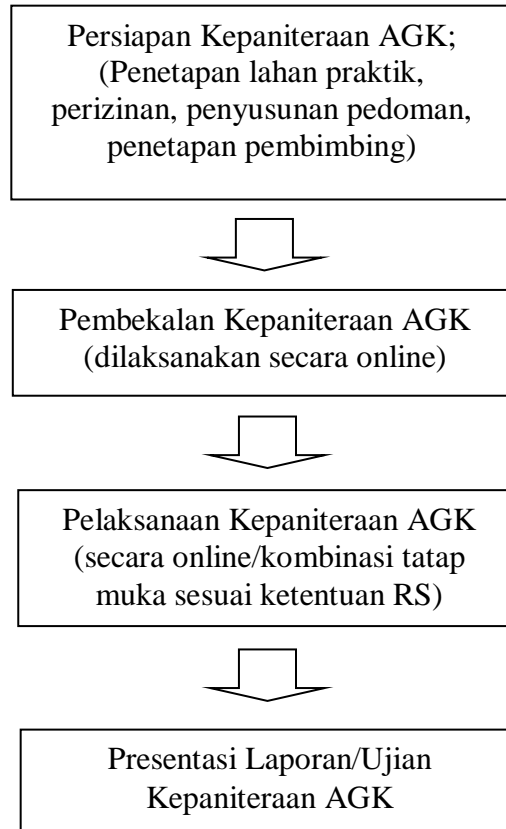 Persiapan Kepaniteraan AGK;
(Penetapan lahan praktik,
perizinan, penyusunan pedoman,
penetapan pembimbing)
Pembekalan Kepaniteraan AGK
(dilaksanakan secara online)
Pelaksanaan Kepaniteraan AGK
(secara online/kombinasi tatap
muka sesuai ketentuan RS)
Presentasi Laporan/Ujian
Kepaniteraan AGK